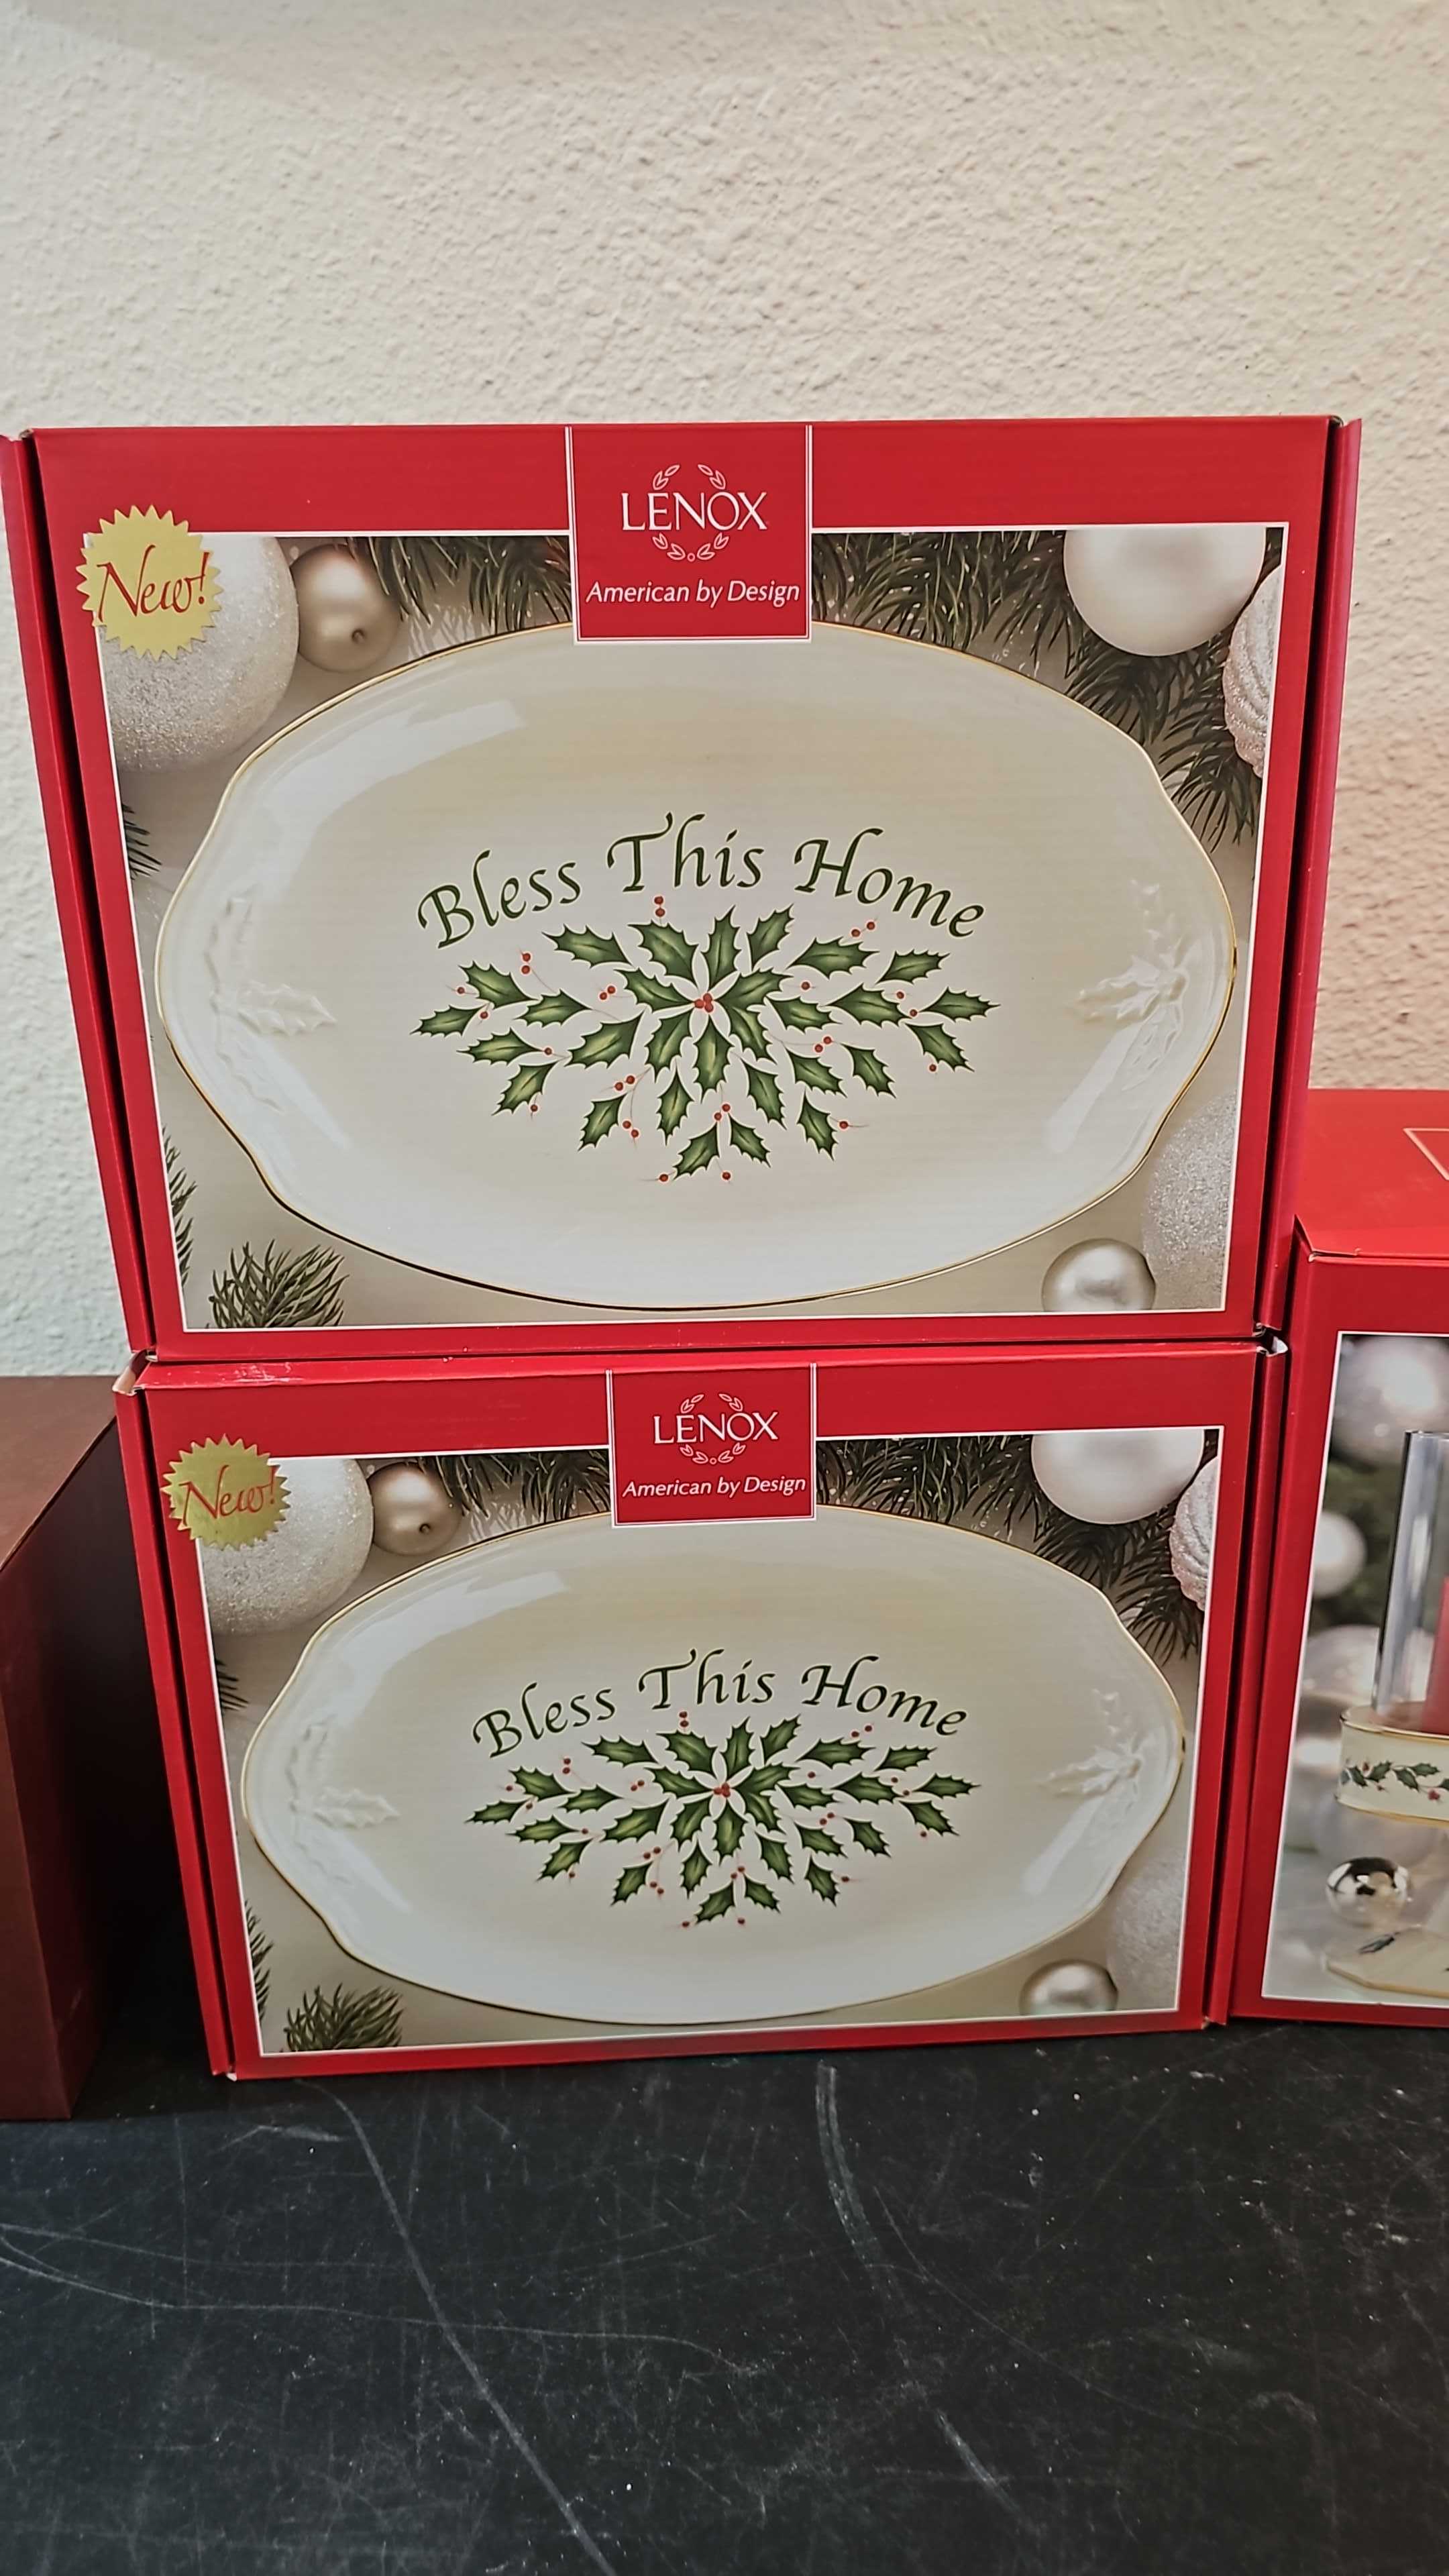 LENOX
American by Design
New!
Bless This Home
LENOX
American by Design
New!
Bless This Home